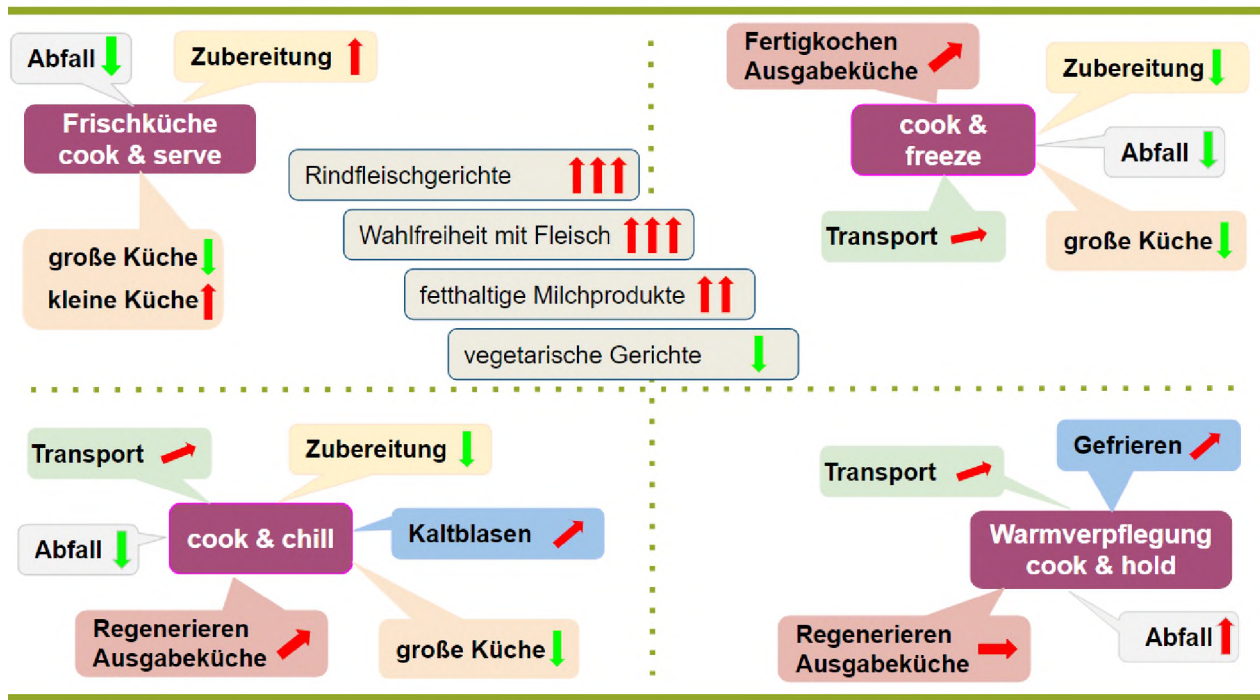 Abfall
Zubereitung
Frischküche
cook & serve
große Küche
kleine Küche
Fertigkochen
Ausgabeküche
Zubereitung
cook &
freeze
Abfall
Transport
große Küche
Rindfleischgerichte
Wahlfreiheit mit Fleisch
fetthaltige Milchprodukte
vegetarische Gerichte
Transport
Zubereitung
cook & chill
Kaltblasen
Abfall
Regenerieren
Ausgabeküche
große Küche
Transport
Gefrieren
Warmverpflegung
cook & hold
Regenerieren
Ausgabeküche
Abfall